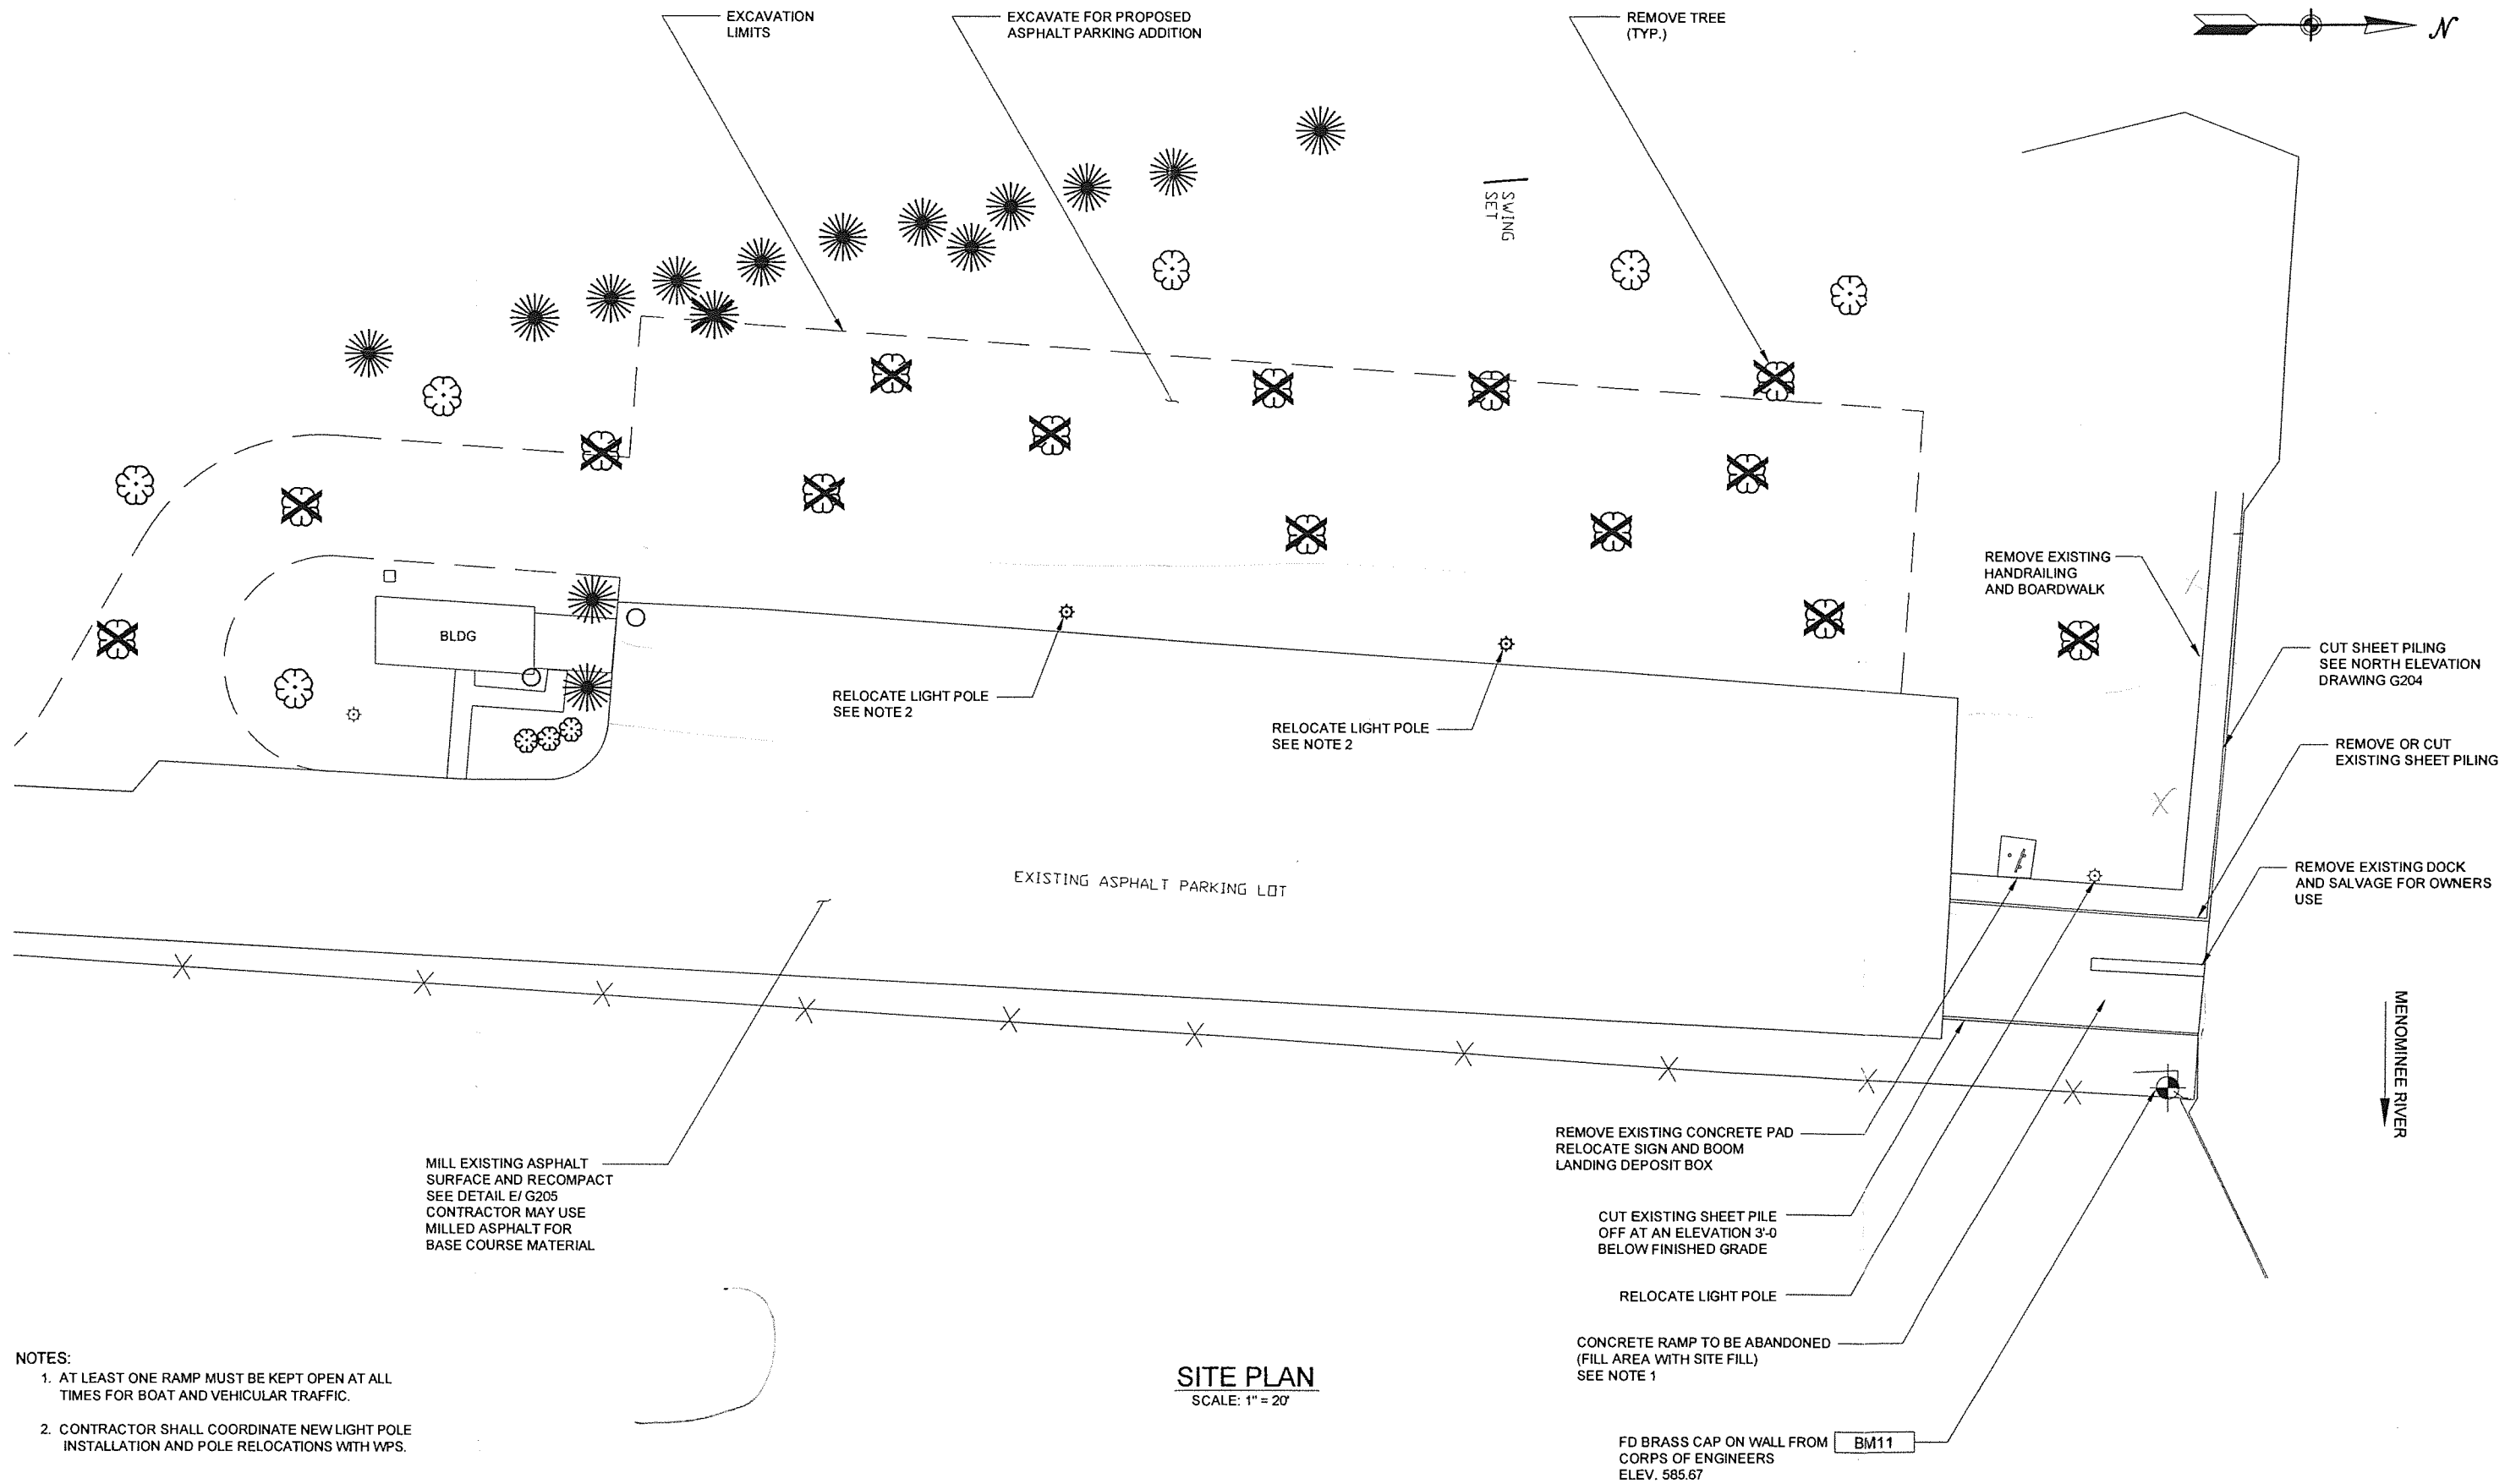 EXCAVATION
LIMITS
EXCAVATE FOR PROPOSED
ASPHALT PARKING ADDITION
REMOVE TREE
(TYP.)
N
SWING
SET
REMOVE EXISTING
HANDRAILING
AND BOARDWALK
BLDG
CUT SHEET PILING
SEE NORTH ELEVATION
DRAWING G204
RELOCATE LIGHT POLE
SEE NOTE 2
RELOCATE LIGHT POLE
SEE NOTE 2
REMOVE OR CUT
EXISTING SHEET PILING
EXISTING ASPHALT PARKING LOT
REMOVE EXISTING DOCK
AND SALVAGE FOR OWNERS
USE
MENOMINEE RIVER
MILL EXISTING ASPHALT
SURFACE AND RECOMPACT
SEE DETAIL E/ G205
CONTRACTOR MAY USE
MILLED ASPHALT FOR
BASE COURSE MATERIAL
REMOVE EXISTING CONCRETE PAD
RELOCATE SIGN AND BOOM
LANDING DEPOSIT BOX
CUT EXISTING SHEET PILE
OFF AT AN ELEVATION 3'-0
BELOW FINISHED GRADE
RELOCATE LIGHT POLE
CONCRETE RAMP TO BE ABANDONED
(FILL AREA WITH SITE FILL)
SEE NOTE 1
FD BRASS CAP ON WALL FROM BM11
CORPS OF ENGINEERS
ELEV. 585.67
SITE PLAN
SCALE: 1" = 20'
NOTES:
1. AT LEAST ONE RAMP MUST BE KEPT OPEN AT ALL
TIMES FOR BOAT AND VEHICULAR TRAFFIC.
2. CONTRACTOR SHALL COORDINATE NEW LIGHT POLE
INSTALLATION AND POLE RELOCATIONS WITH WPS.